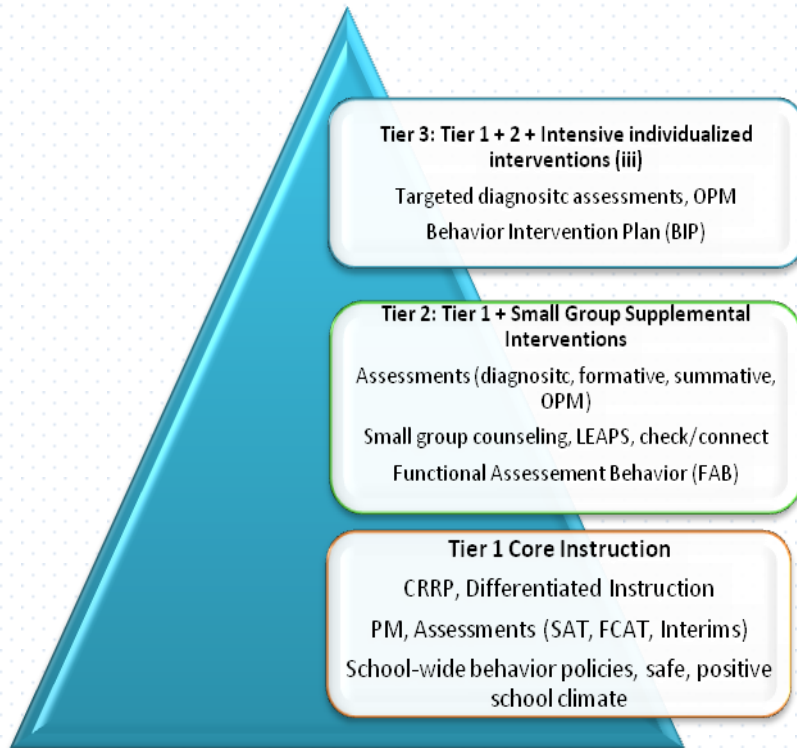 Tier 3: Tier 1 + 2 + Intensive individualized
interventions (iii)
Targeted diagnositc assessments, OPM
Behavior Intervention Plan (BIP)
Tier 2: Tier 1 + Small Group Supplemental
Interventions
Assessments (diagnositc, formative, summative,
OPM)
Small group counseling, LEAPS, check/connect
Functional Assessement Behavior (FAB)
Tier 1 Core Instruction
CRRP, Differentiated Instruction
PM, Assessments (SAT, FCAT, Interims)
School-wide behavior policies, safe, positive
school climate